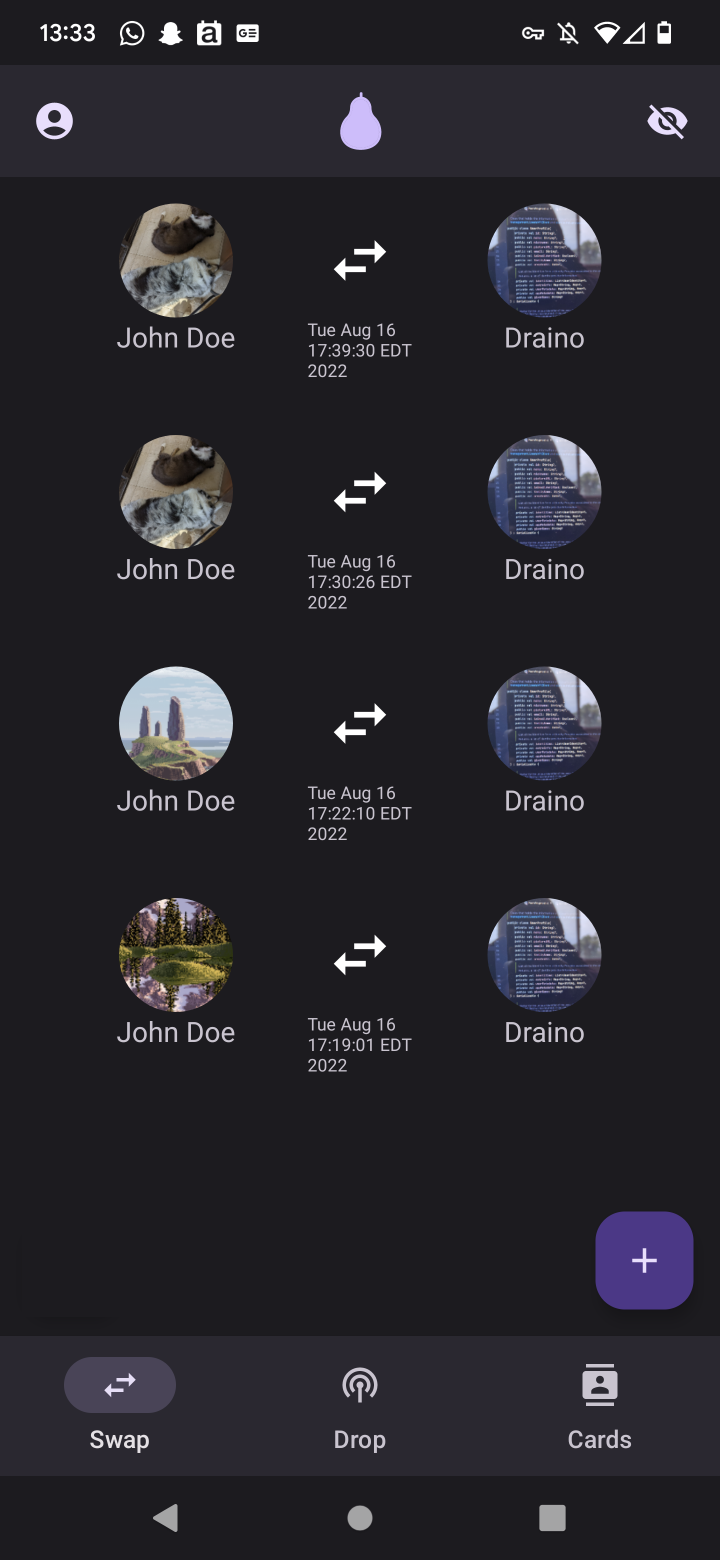 13:33
John Doe
Tue Aug 16
17:39:30 EDT
2022
Draino
John Doe
Tue Aug 16
17:30:26 EDT
2022
Draino
John Doe
Tue Aug 16
17:22:10 EDT
2022
Draino
John Doe
Tue Aug 16
17:19:01 EDT
2022
Draino
Swap
Drop
Cards